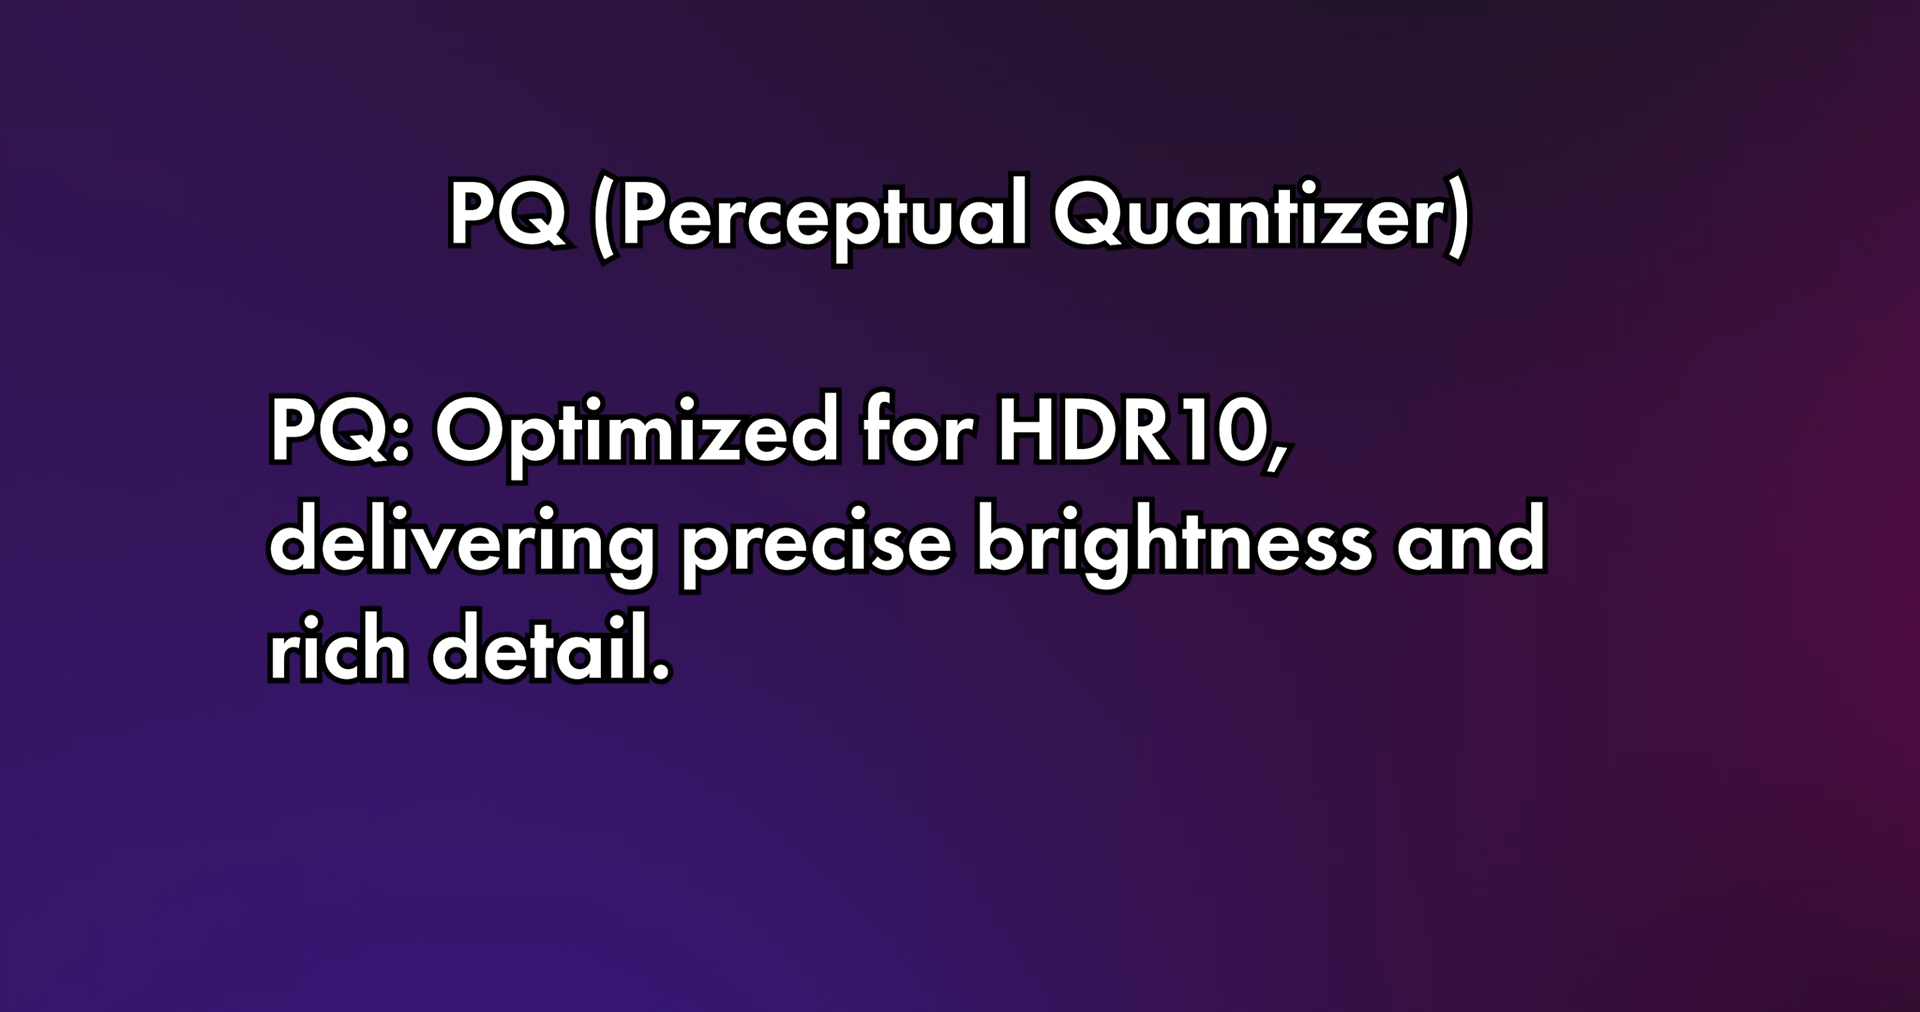 PQ (Perceptual Quantizer)
PQ: Optimized for HDR10,
delivering precise brightness and
rich detail.